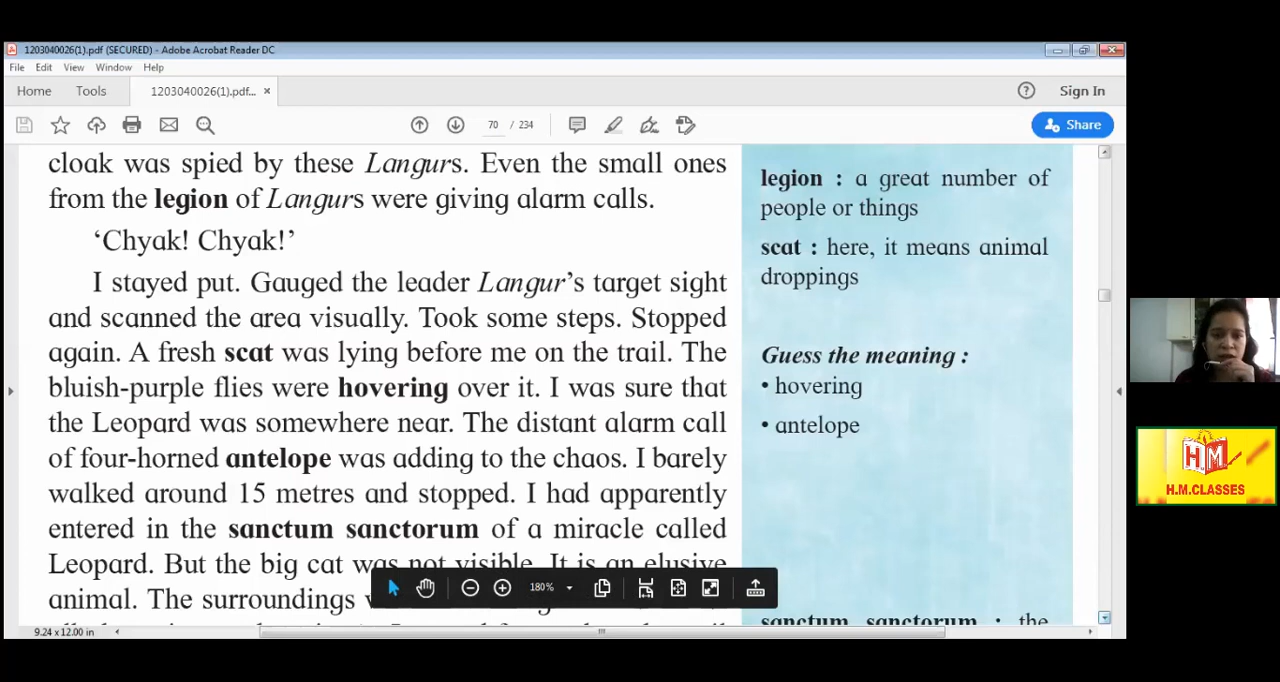 1203040026(1).pdf (SECURED) - Adobe Acrobat Reader DC
File Edit View Window Help
Home Tools 1203040026(1).pdf... × Sign In
70 / 234 Share
cloak was spied by these Langurs. Even the small ones
from the legion of Langurs were giving alarm calls.
‘Chyak! Chyak!’
I stayed put. Gauged the leader Langur’s target sight
and scanned the area visually. Took some steps. Stopped
again. A fresh scat was lying before me on the trail. The
bluish-purple flies were hovering over it. I was sure that
the Leopard was somewhere near. The distant alarm call
of four-horned antelope was adding to the chaos. I barely
walked around 15 metres and stopped. I had apparently
entered in the sanctum sanctorum of a miracle called
Leopard. But the big cat was not visible. It is an elusive
animal. The surroundings
legion : a great number of
people or things
scat : here, it means animal
droppings
Guess the meaning :
• hovering
• antelope
sanctum sanctorum : the
180%
9.24 x 12.00 in
H.M
H.M.CLASSES